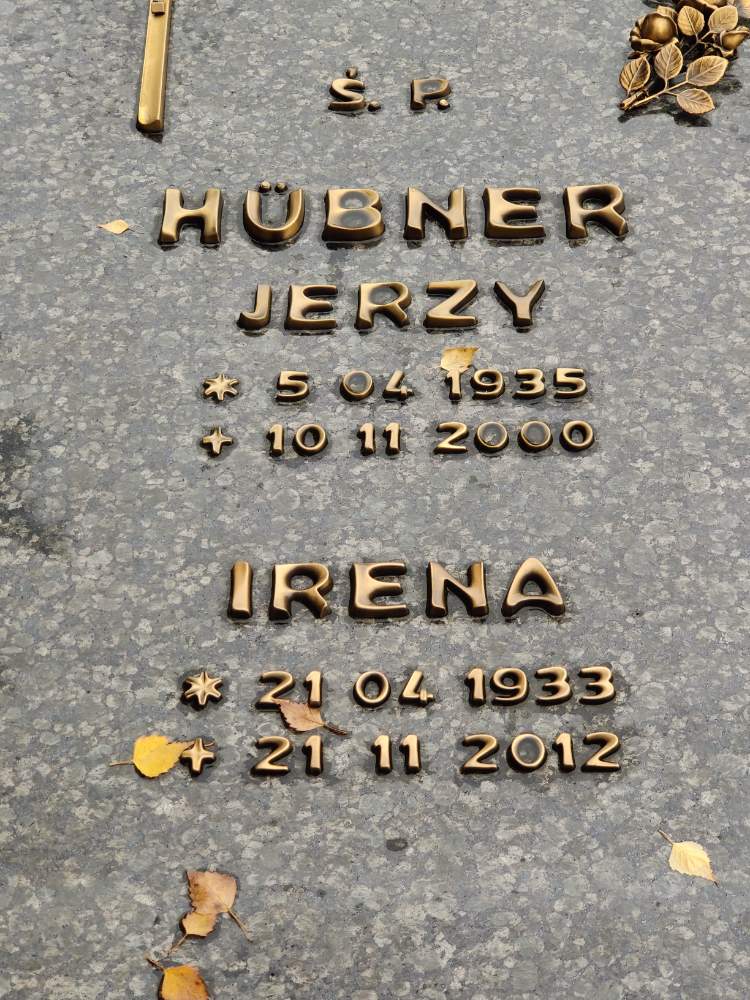 Ś. P.
HÜBNER
JERZY
* 5 04 1935
+ 10 11 2000
IRENA
* 21 04 1933
+ 21 11 2012